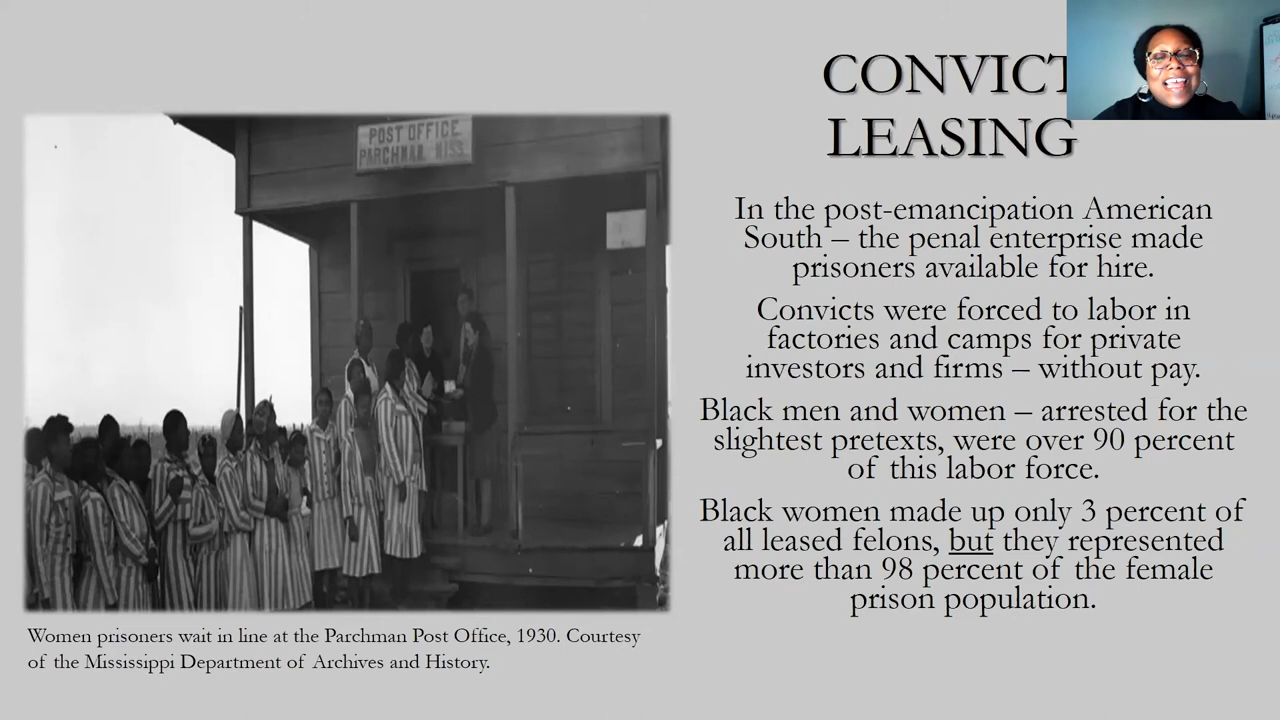 CONVICT
LEASING
POST OFFICE
PARCHMAN MISS.
In the post-emancipation American
South – the penal enterprise made
prisoners available for hire.
Convicts were forced to labor in
factories and camps for private
investors and firms – without pay.
Black men and women – arrested for the
slightest pretexts, were over 90 percent
of this labor force.
Black women made up only 3 percent of
all leased felons, but they represented
more than 98 percent of the female
prison population.
Women prisoners wait in line at the Parchman Post Office, 1930. Courtesy
of the Mississippi Department of Archives and History.